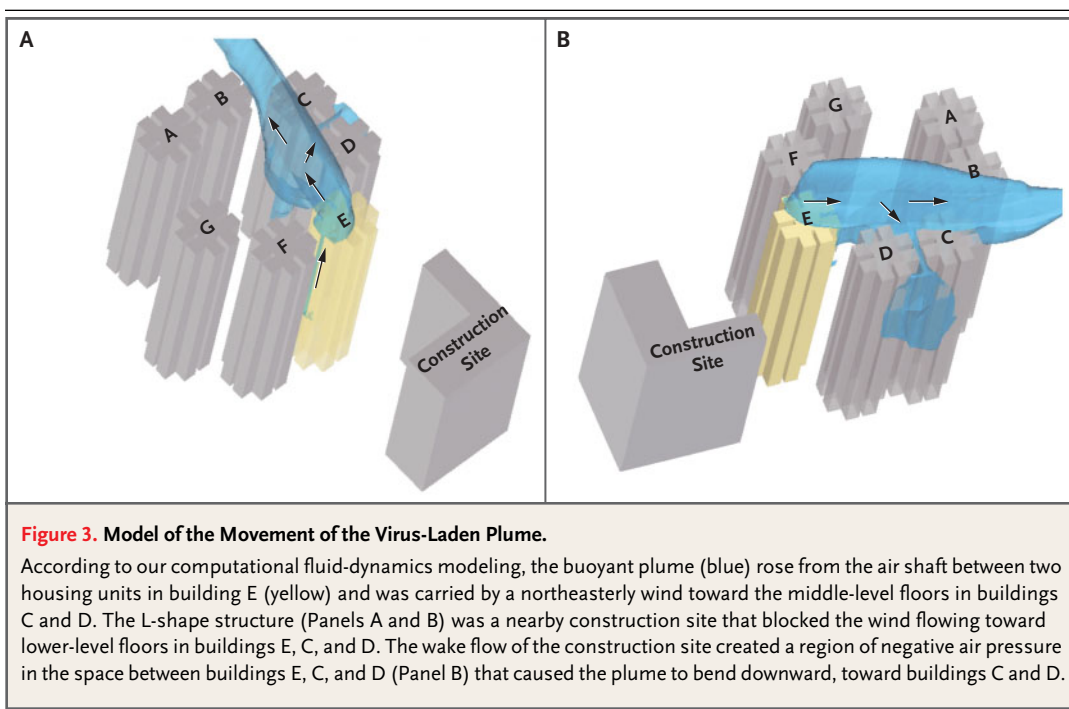 A
B
C
D
A
B
G
E
F
Construction
Site
B
G
A
F
B
E
C
D
Construction
Site
Figure 3. Model of the Movement of the Virus-Laden Plume.
According to our computational fluid-dynamics modeling, the buoyant plume (blue) rose from the air shaft between two
housing units in building E (yellow) and was carried by a northeasterly wind toward the middle-level floors in buildings
C and D. The L-shape structure (Panels A and B) was a nearby construction site that blocked the wind flowing toward
lower-level floors in buildings E, C, and D. The wake flow of the construction site created a region of negative air pressure
in the space between buildings E, C, and D (Panel B) that caused the plume to bend downward, toward buildings C and D.